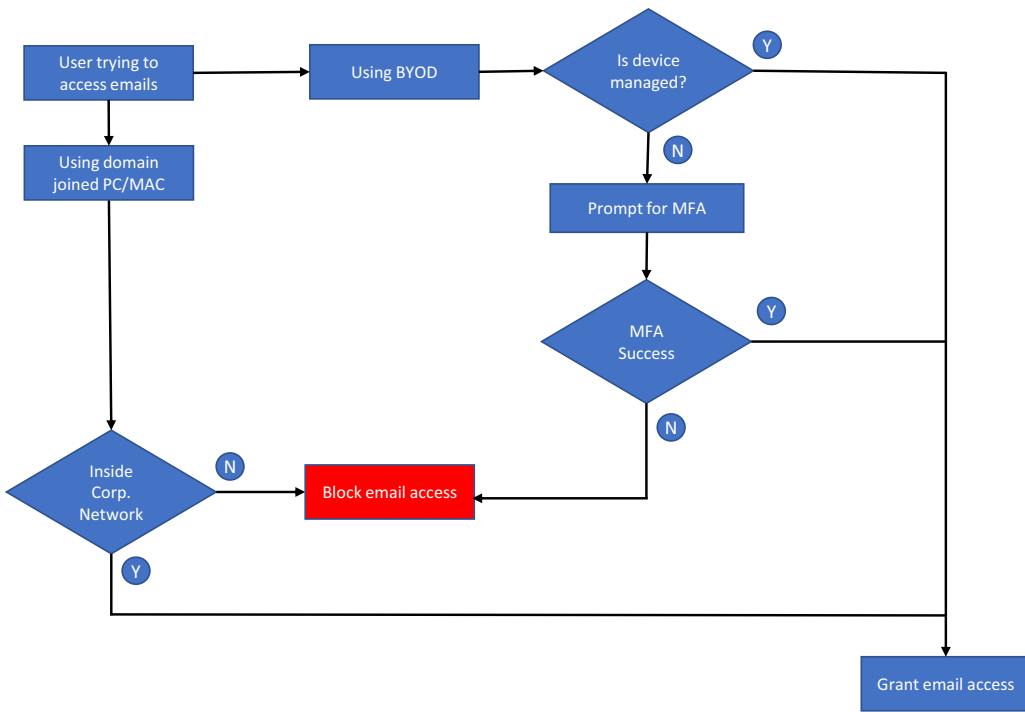 User trying to
access emails
Using BYOD
Is device
managed?
Y
N
Using domain
joined PC/MAC
Prompt for MFA
MFA
Success
Y
N
Inside
Corp.
Network
N
Y
Block email access
Grant email access